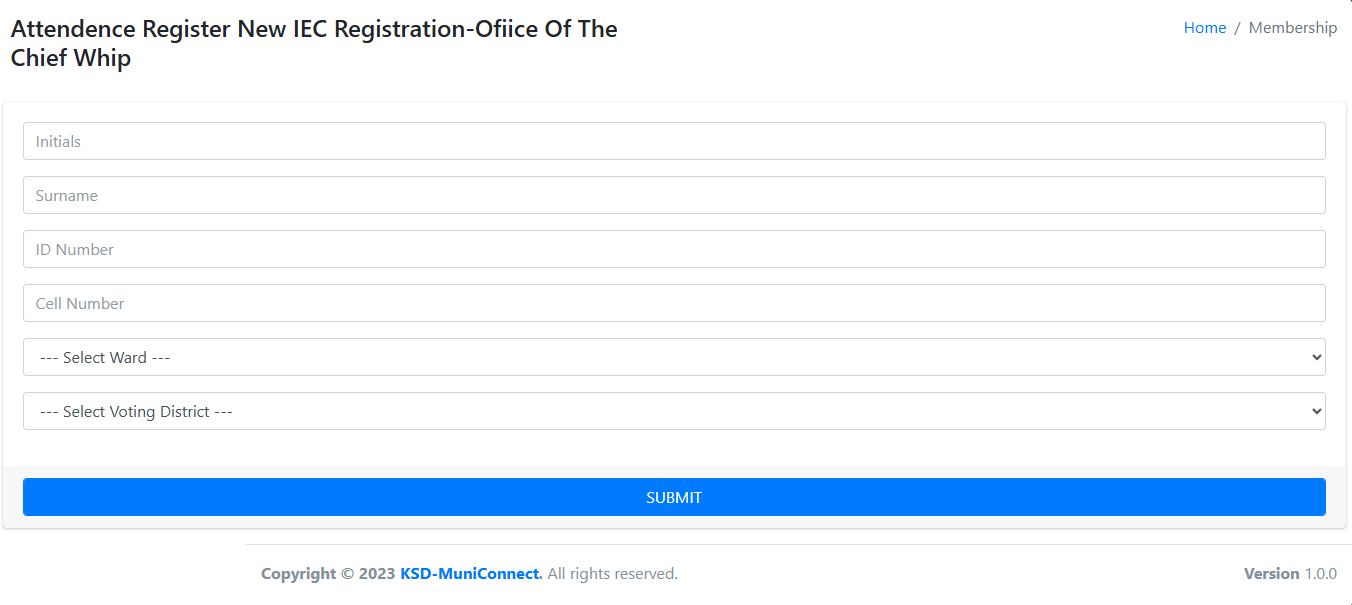 Attendence Register New IEC Registration-Ofiice Of The
Chief Whip
Home / Membership
Initials
Surname
ID Number
Cell Number
--- Select Ward ---
--- Select Voting District ---
SUBMIT
Copyright © 2023 KSD-MuniConnect. All rights reserved.
Version 1.0.0